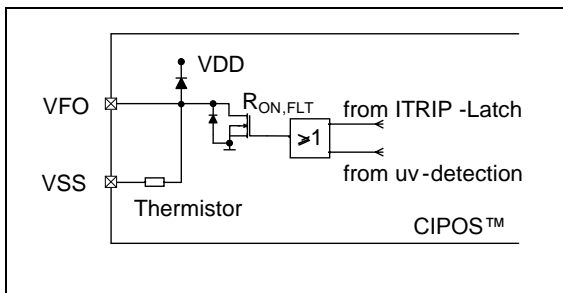 VDD
VFO
RON,FLT
from ITRIP -Latch
≥1
from uv-detection
VSS
Thermistor
CIPOS™